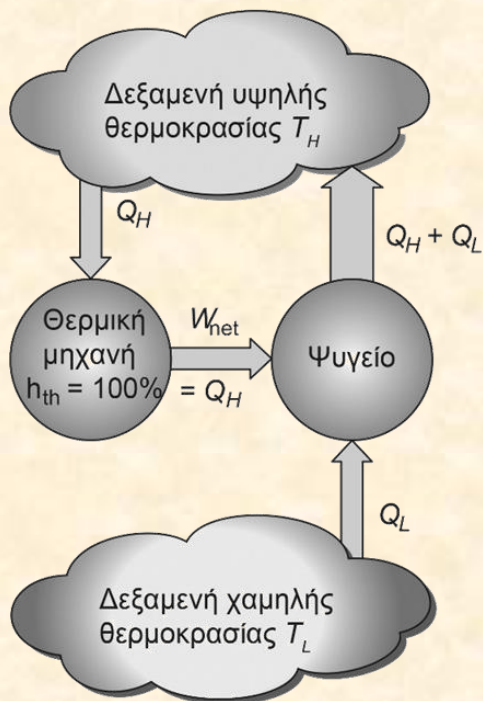 Δεξαμενή υψηλής
θερμοκρασίας T_H
Q_H
Q_H + Q_L
Θερμική
μηχανή
h_th = 100%
W_net
= Q_H
Ψυγείο
Q_L
Δεξαμενή χαμηλής
θερμοκρασίας T_L